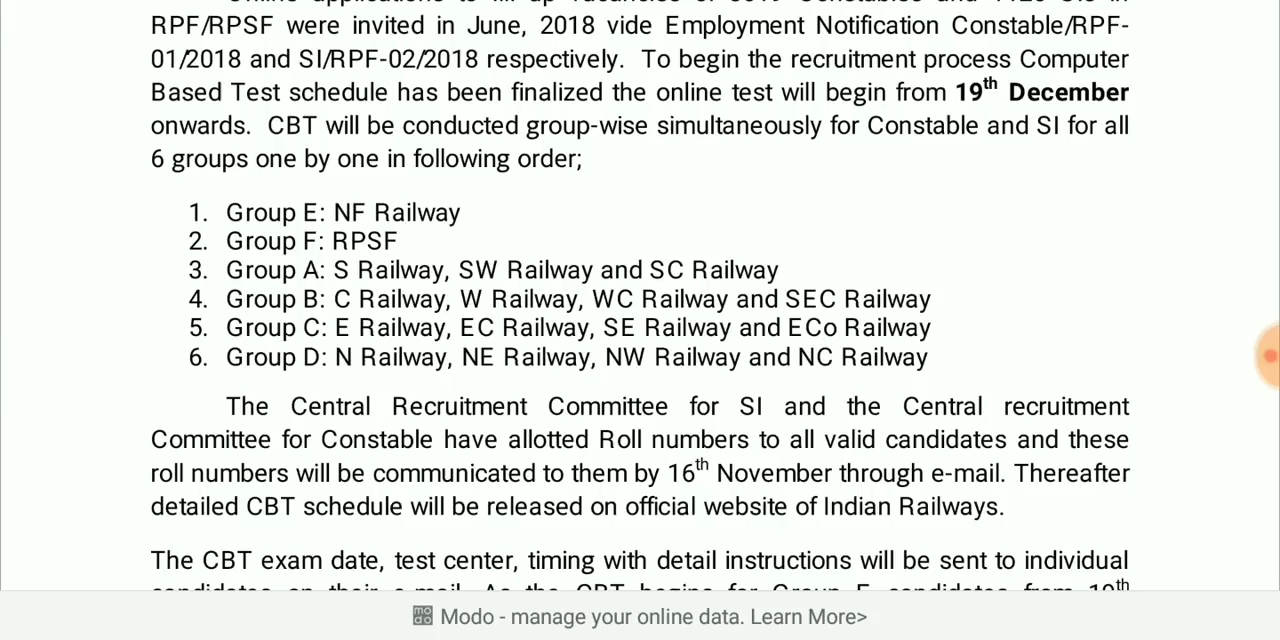 RPF/RPSF were invited in June, 2018 vide Employment Notification Constable/RPF-
01/2018 and SI/RPF-02/2018 respectively. To begin the recruitment process Computer
Based Test schedule has been finalized the online test will begin from 19th December
onwards. CBT will be conducted group-wise simultaneously for Constable and SI for all
6 groups one by one in following order;
1. Group E: NF Railway
2. Group F: RPSF
3. Group A: S Railway, SW Railway and SC Railway
4. Group B: C Railway, W Railway, WC Railway and SEC Railway
5. Group C: E Railway, EC Railway, SE Railway and ECo Railway
6. Group D: N Railway, NE Railway, NW Railway and NC Railway
The Central Recruitment Committee for SI and the Central recruitment
Committee for Constable have allotted Roll numbers to all valid candidates and these
roll numbers will be communicated to them by 16th November through e-mail. Thereafter
detailed CBT schedule will be released on official website of Indian Railways.
The CBT exam date, test center, timing with detail instructions will be sent to individual
Modo - manage your online data. Learn More>